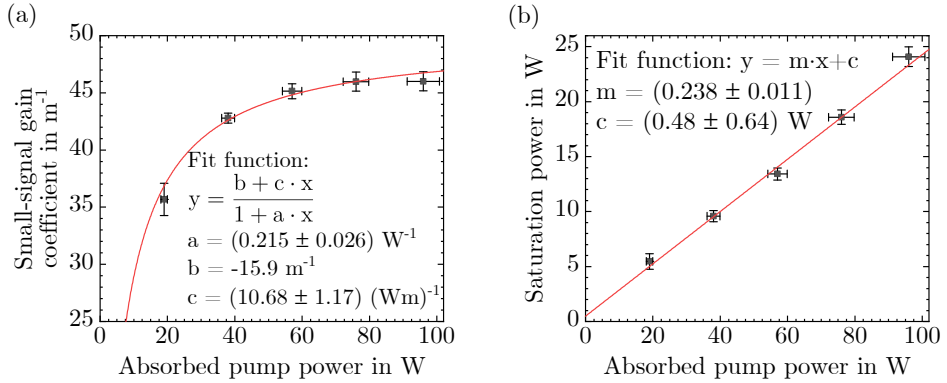 (a)
Small-signal gain
coefficient in m⁻¹
50
45
40
35
30
25
Fit function:
y = (b + c · x) / (1 + a · x)
a = (0.215 ± 0.026) W⁻¹
b = -15.9 m⁻¹
c = (10.68 ± 1.17) (Wm)⁻¹
0 20 40 60 80 100
Absorbed pump power in W
(b)
Saturation power in W
25
20
15
10
5
0
Fit function: y = m·x+c
m = (0.238 ± 0.011)
c = (0.48 ± 0.64) W
0 20 40 60 80 100
Absorbed pump power in W